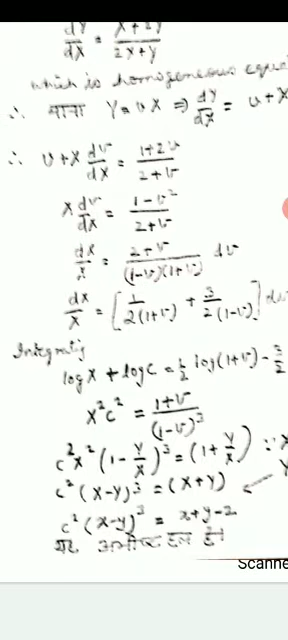 dY/dX = X+2Y/2X+Y
which is homogeneous equa
∴ माना Y=vX ⇒ dY/dX = v+X
∴ v+X dv/dX = 1+2v/2+v
X dv/dX = 1-v²/2+v
dX/X = 2+v/(1-v)(1+v) dv
dX/X = [1/2(1+v) + 3/2(1-v)] dv
Integratig
log X + log C = 1/2 log(1+v) - 3/2
X²C² = 1+v/(1-v)³
C²X²(1-Y/X)³ = (1+Y/X) ∵ X
C²(X-Y)³ = (X+Y)
C²(x-y)³ = x+y-2
यह अभीष्ट हल है।
Scanne